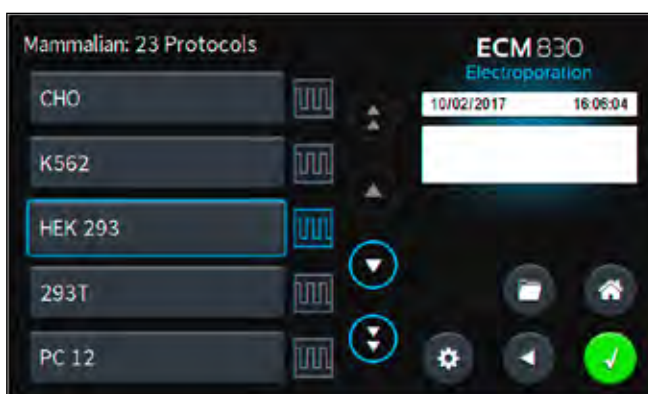 Mammalian: 23 Protocols
CHO
K562
HEK 293
293T
PC 12
ECM 830
Electroporation
10/02/2017 16:06:04